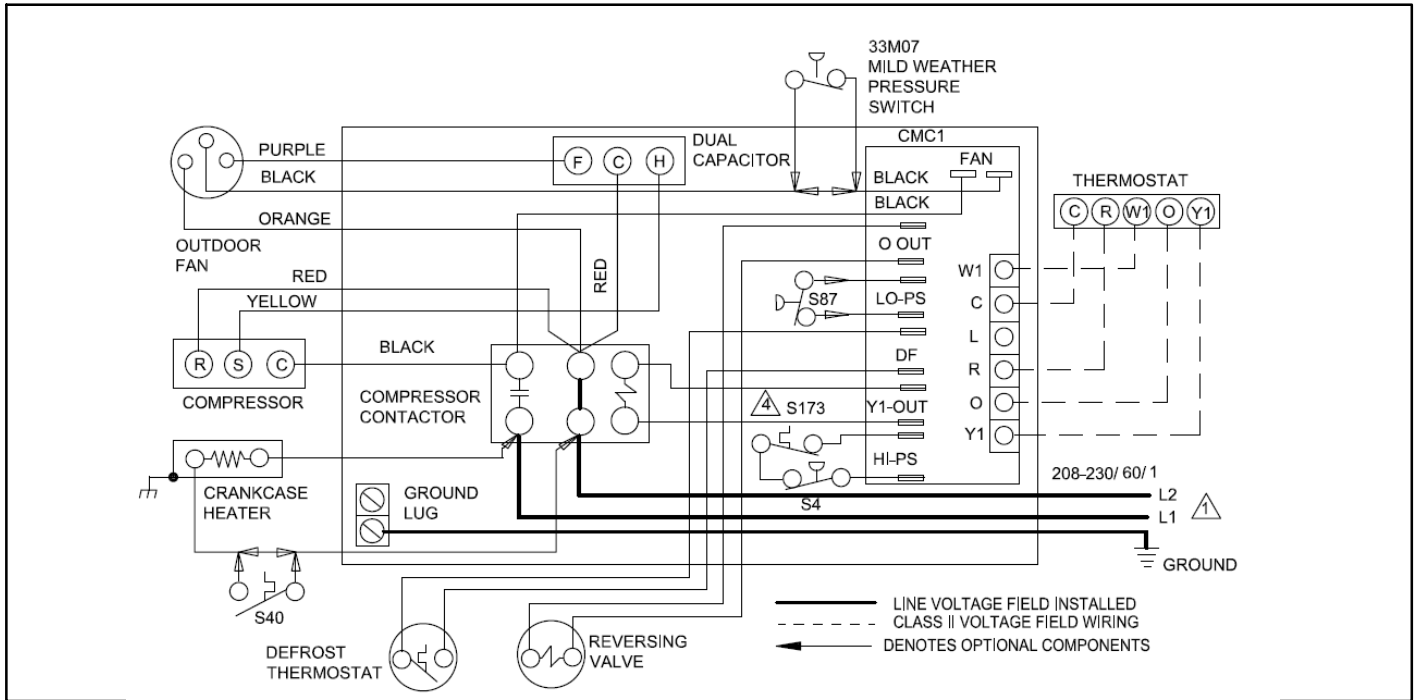 33M07
MILD WEATHER
PRESSURE
SWITCH
CMC1
PURPLE
F C H
DUAL
CAPACITOR
FAN
BLACK
BLACK
THERMOSTAT
BLACK
C R W1 O Y1
ORANGE
OUTDOOR
FAN
O OUT
W1
RED
RED
S87
LO-PS
C
YELLOW
L
BLACK
DF
R S C
R
COMPRESSOR
COMPRESSOR
CONTACTOR
4
S173
Y1-OUT
O
Y1
HI-PS
208-230/ 60/1
CRANKCASE
HEATER
GROUND
LUG
S4
L2
L1
1
GROUND
S40
LINE VOLTAGE FIELD INSTALLED
CLASS II VOLTAGE FIELD WIRING
DENOTES OPTIONAL COMPONENTS
DEFROST
THERMOSTAT
REVERSING
VALVE